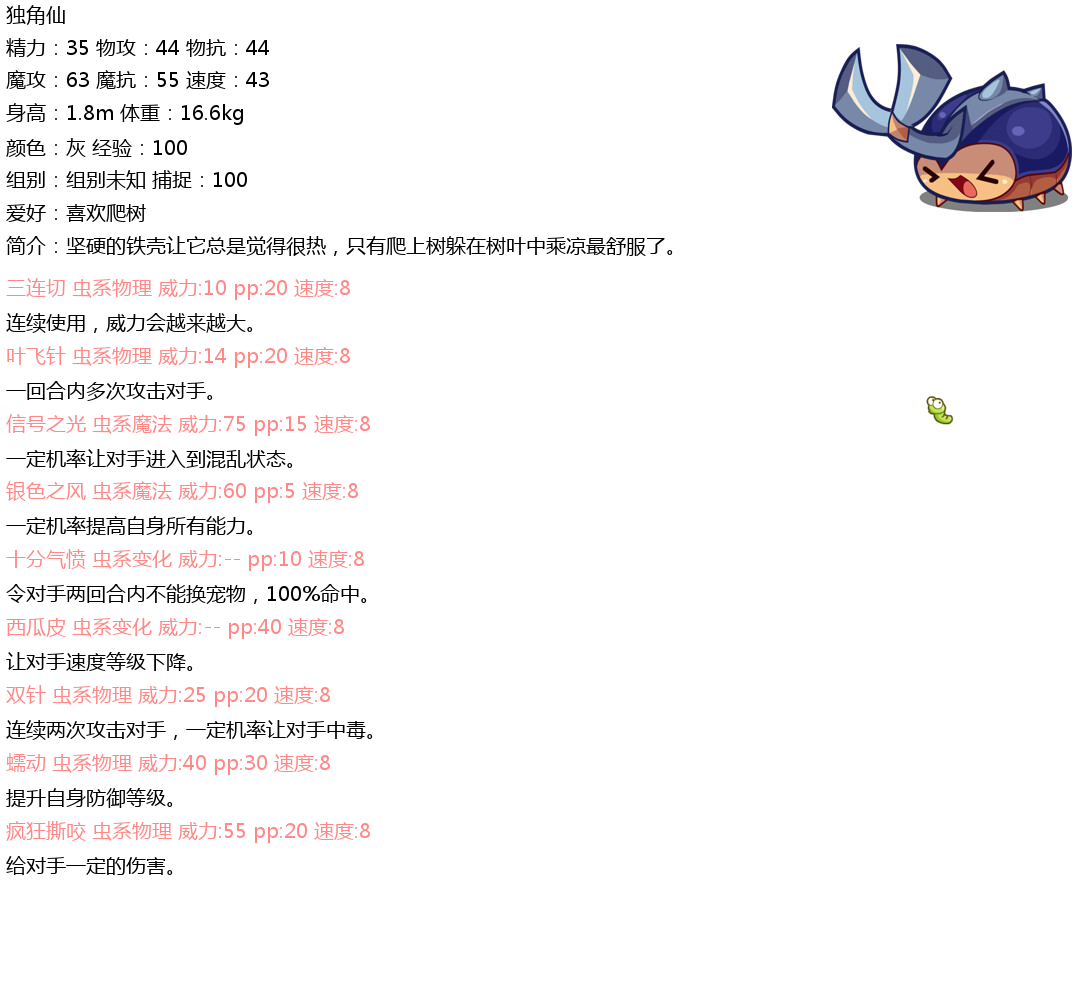 独角仙
精力：35 物攻：44 物抗：44
魔攻：63 魔抗：55 速度：43
身高：1.8m 体重：16.6kg
颜色：灰 经验：100
组别：组别未知 捕捉：100
爱好：喜欢爬树
简介：坚硬的铁壳让它总是觉得很热，只有爬上树躲在树叶中乘凉最舒服了。
三连切 虫系物理 威力:10 pp:20 速度:8
连续使用，威力会越来越大。
叶飞针 虫系物理 威力:14 pp:20 速度:8
一回合内多次攻击对手。
信号之光 虫系魔法 威力:75 pp:15 速度:8
一定机率让对手进入到混乱状态。
银色之风 虫系魔法 威力:60 pp:5 速度:8
一定机率提高自身所有能力。
十分气愤 虫系变化 威力:-- pp:10 速度:8
令对手两回合内不能换宠物，100%命中。
西瓜皮 虫系变化 威力:-- pp:40 速度:8
让对手速度等级下降。
双针 虫系物理 威力:25 pp:20 速度:8
连续两次攻击对手，一定机率让对手中毒。
蠕动 虫系物理 威力:40 pp:30 速度:8
提升自身防御等级。
疯狂撕咬 虫系物理 威力:55 pp:20 速度:8
给对手一定的伤害。